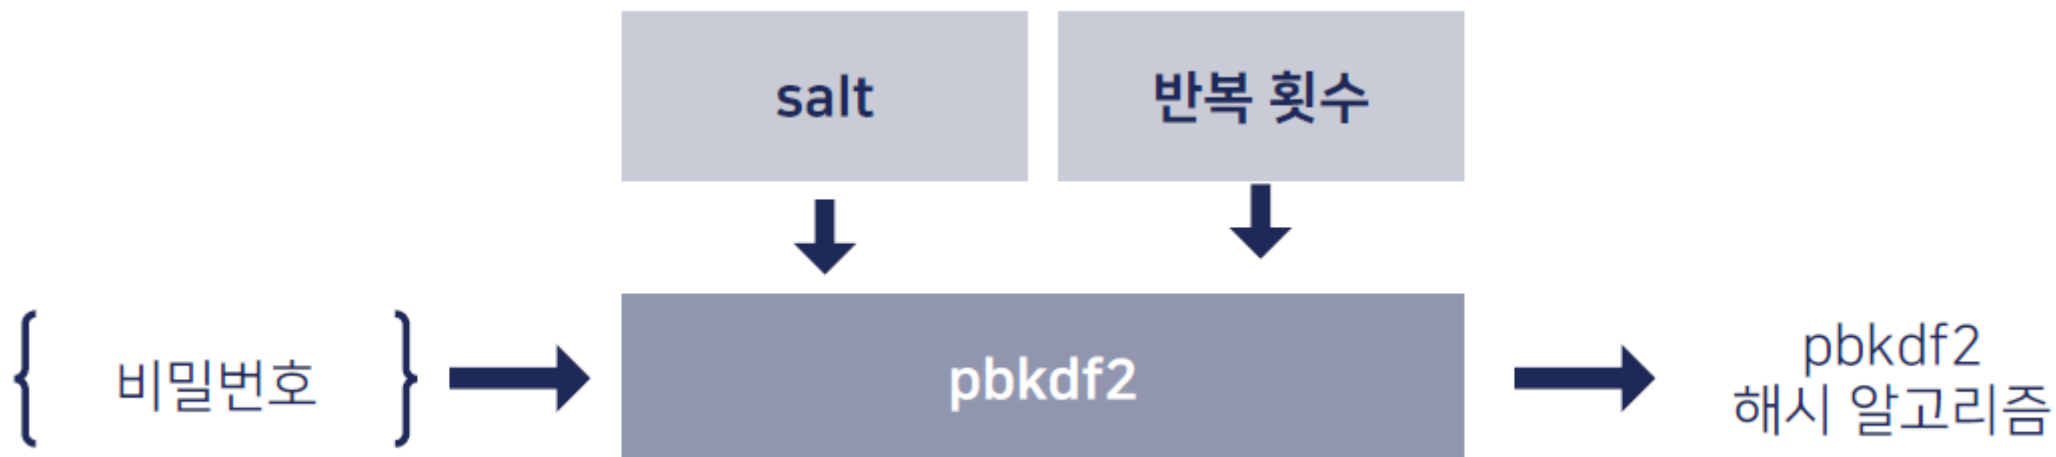 salt
반복 횟수
비밀번호
pbkdf2
pbkdf2
해시 알고리즘